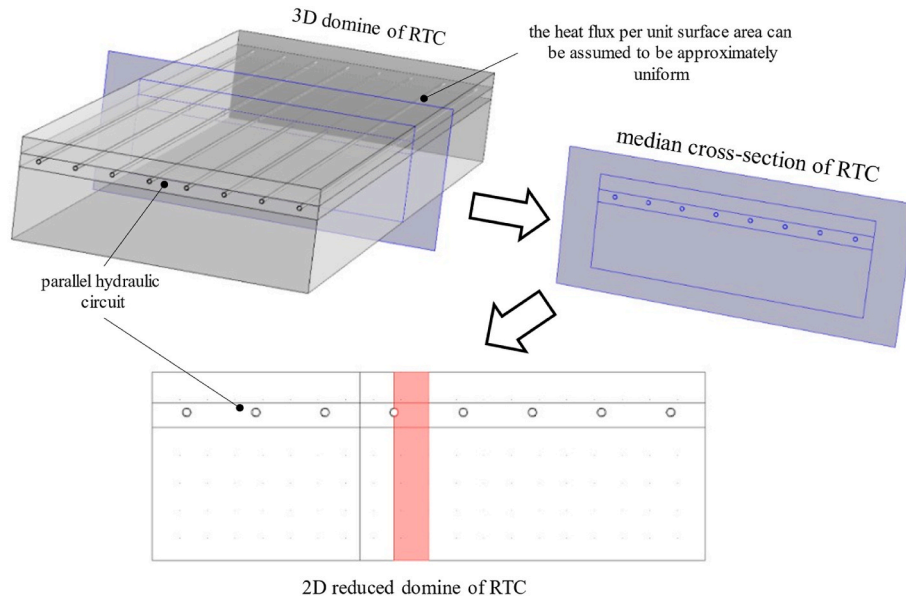 3D domine of RTC
the heat flux per unit surface area can
be assumed to be approximately
uniform
median cross-section of RTC
parallel hydraulic
circuit
2D reduced domine of RTC